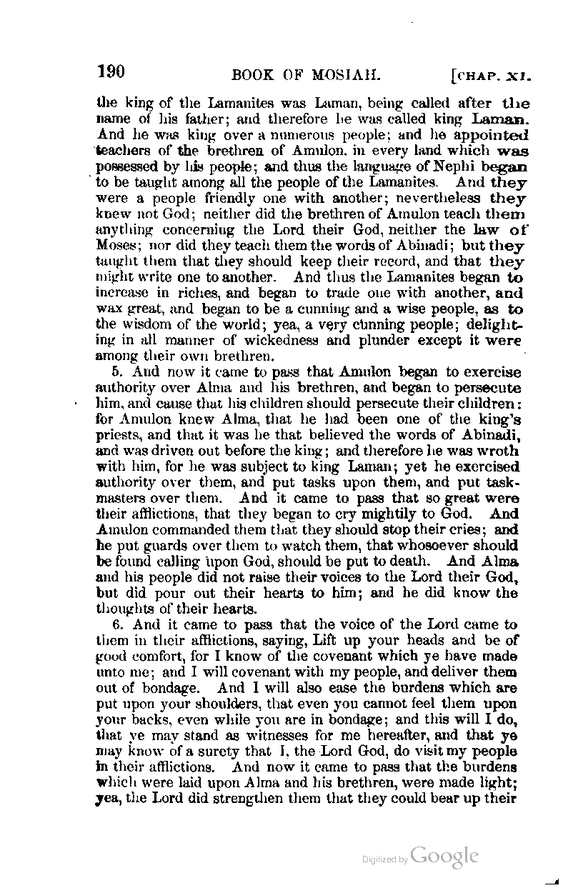 190 BOOK OF MOSIAH. [CHAP. XI.
the king of the Lamanites was Laman, being called after the
name of his father; and therefore he was called king Laman.
And he was king over a numerous people; and he appointed
teachers of the brethren of Amulon, in every land which was
possessed by his people; and thus the language of Nephi began
to be taught among all the people of the Lamanites. And they
were a people friendly one with another; nevertheless they
knew not God; neither did the brethren of Amulon teach them
anything concerning the Lord their God, neither the law of
Moses; nor did they teach them the words of Abinadi; but they
taught them that they should keep their record, and that they
might write one to another. And thus the Lamanites began to
increase in riches, and began to trade one with another, and
wax great, and began to be a cunning and a wise people, as to
the wisdom of the world; yea, a very cunning people; delight-
ing in all manner of wickedness and plunder except it were
among their own brethren.
5. And now it came to pass that Amulon began to exercise
authority over Alma and his brethren, and began to persecute
him, and cause that his children should persecute their children:
for Amulon knew Alma, that he had been one of the king's
priests, and that it was he that believed the words of Abinadi,
and was driven out before the king; and therefore he was wroth
with him, for he was subject to king Laman; yet he exercised
authority over them, and put tasks upon them, and put task-
masters over them. And it came to pass that so great were
their afflictions, that they began to cry mightily to God. And
Amulon commanded them that they should stop their cries; and
he put guards over them to watch them, that whosoever should
be found calling upon God, should be put to death. And Alma
and his people did not raise their voices to the Lord their God,
but did pour out their hearts to him; and he did know the
thoughts of their hearts.
6. And it came to pass that the voice of the Lord came to
them in their afflictions, saying, Lift up your heads and be of
good comfort, for I know of the covenant which ye have made
unto me; and I will covenant with my people, and deliver them
out of bondage. And I will also ease the burdens which are
put upon your shoulders, that even you cannot feel them upon
your backs, even while you are in bondage; and this will I do,
that ye may stand as witnesses for me hereafter, and that ye
may know of a surety that I, the Lord God, do visit my people
in their afflictions. And now it came to pass that the burdens
which were laid upon Alma and his brethren, were made light;
yea, the Lord did strengthen them that they could bear up their
Digitized by Google